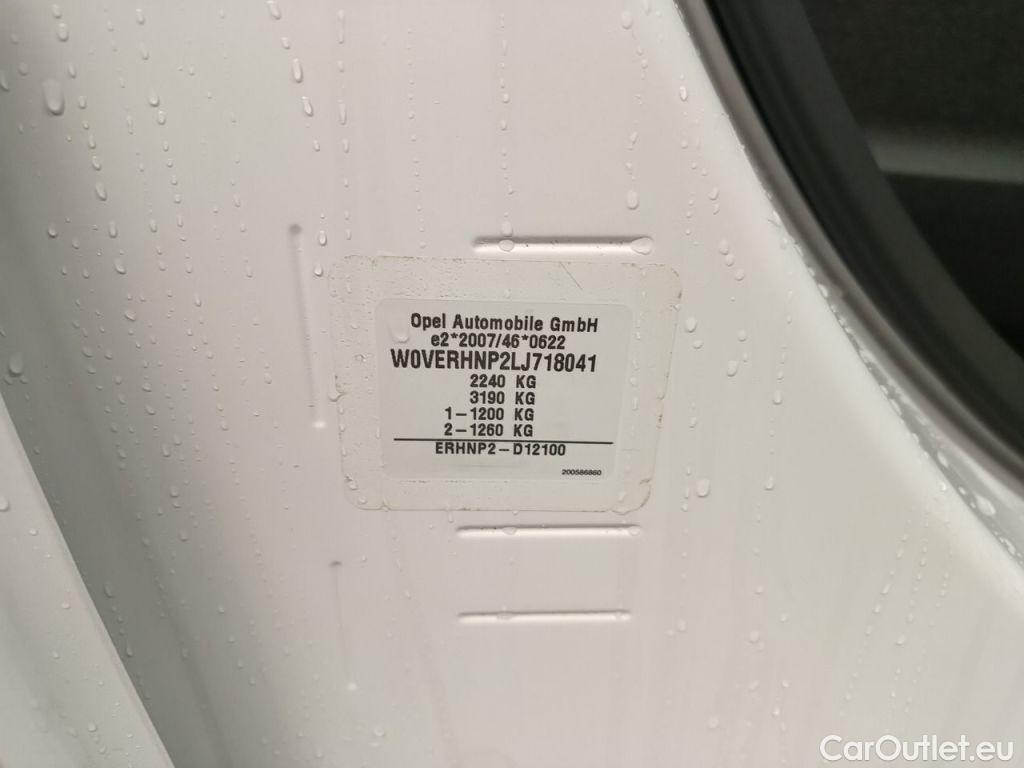 Opel Automobile GmbH
e2*2007/46*0622
W0VERHNP2LJ718041
2240 KG
3190 KG
1-1200 KG
2-1260 KG
ERHNP2-D12100
200586860
CarOutlet.eu